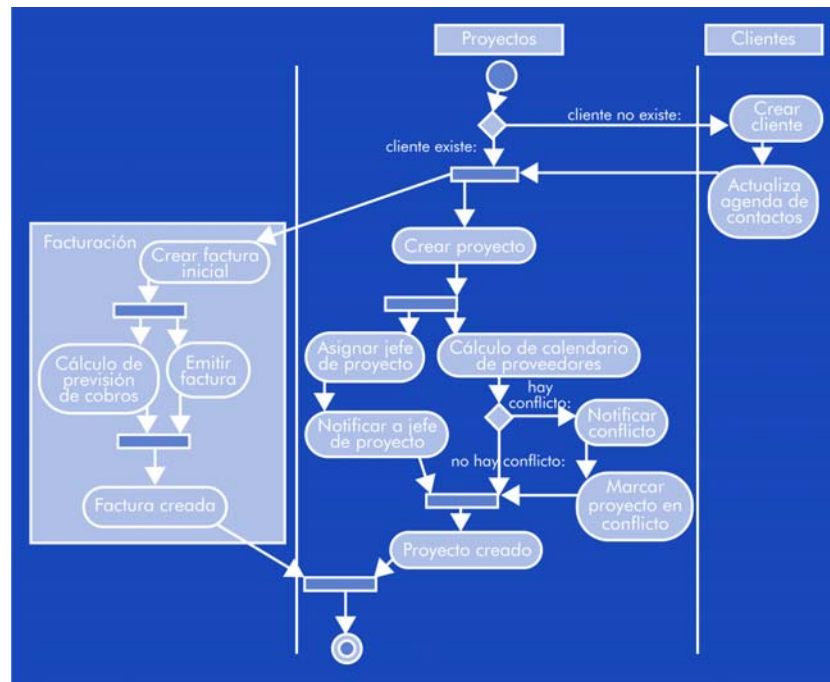 Proyectos
Clientes
cliente no existe:
Crear
cliente
cliente existe:
Actualiza
agenda de
contactos
Facturación
Crear factura
inicial
Crear proyecto
Cálculo de
previsión
de cobros
Emitir
factura
Asignar jefe
de proyecto
Cálculo de calendario
de proveedores
hay
conflicto:
Notificar
conflicto
Notificar a jefe
de proyecto
no hay conflicto:
Marcar
proyecto en
conflicto
Factura creada
Proyecto creado